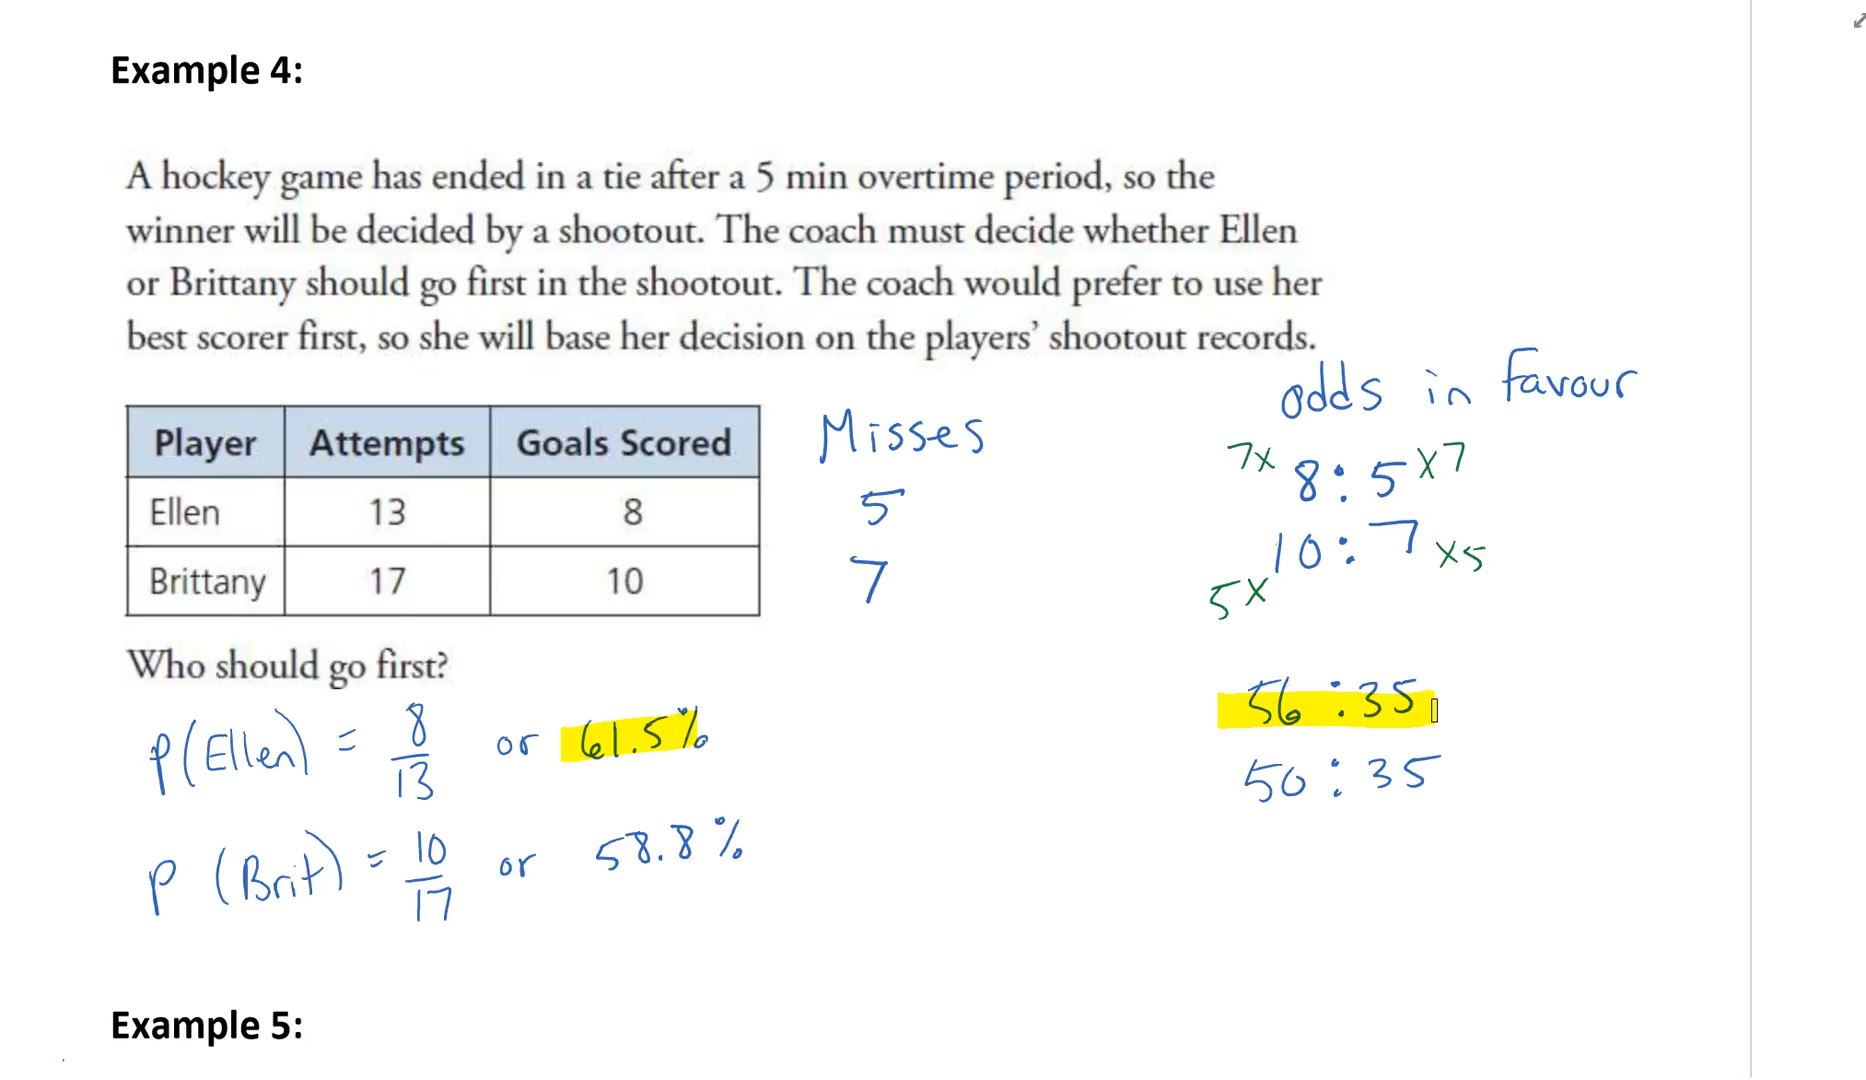 Example 4:
A hockey game has ended in a tie after a 5 min overtime period, so the
winner will be decided by a shootout. The coach must decide whether Ellen
or Brittany should go first in the shootout. The coach would prefer to use her
best scorer first, so she will base her decision on the players' shootout records.
odds in favour
Player Attempts Goals Scored Misses
7x 8:5 x7
Ellen 13 8 5
5x 10:7 x5
Brittany 17 10 7
Who should go first?
56:35
P(Ellen) = 8/13 or 61.5%
50:35
P (Brit) = 10/17 or 58.8%
Example 5: